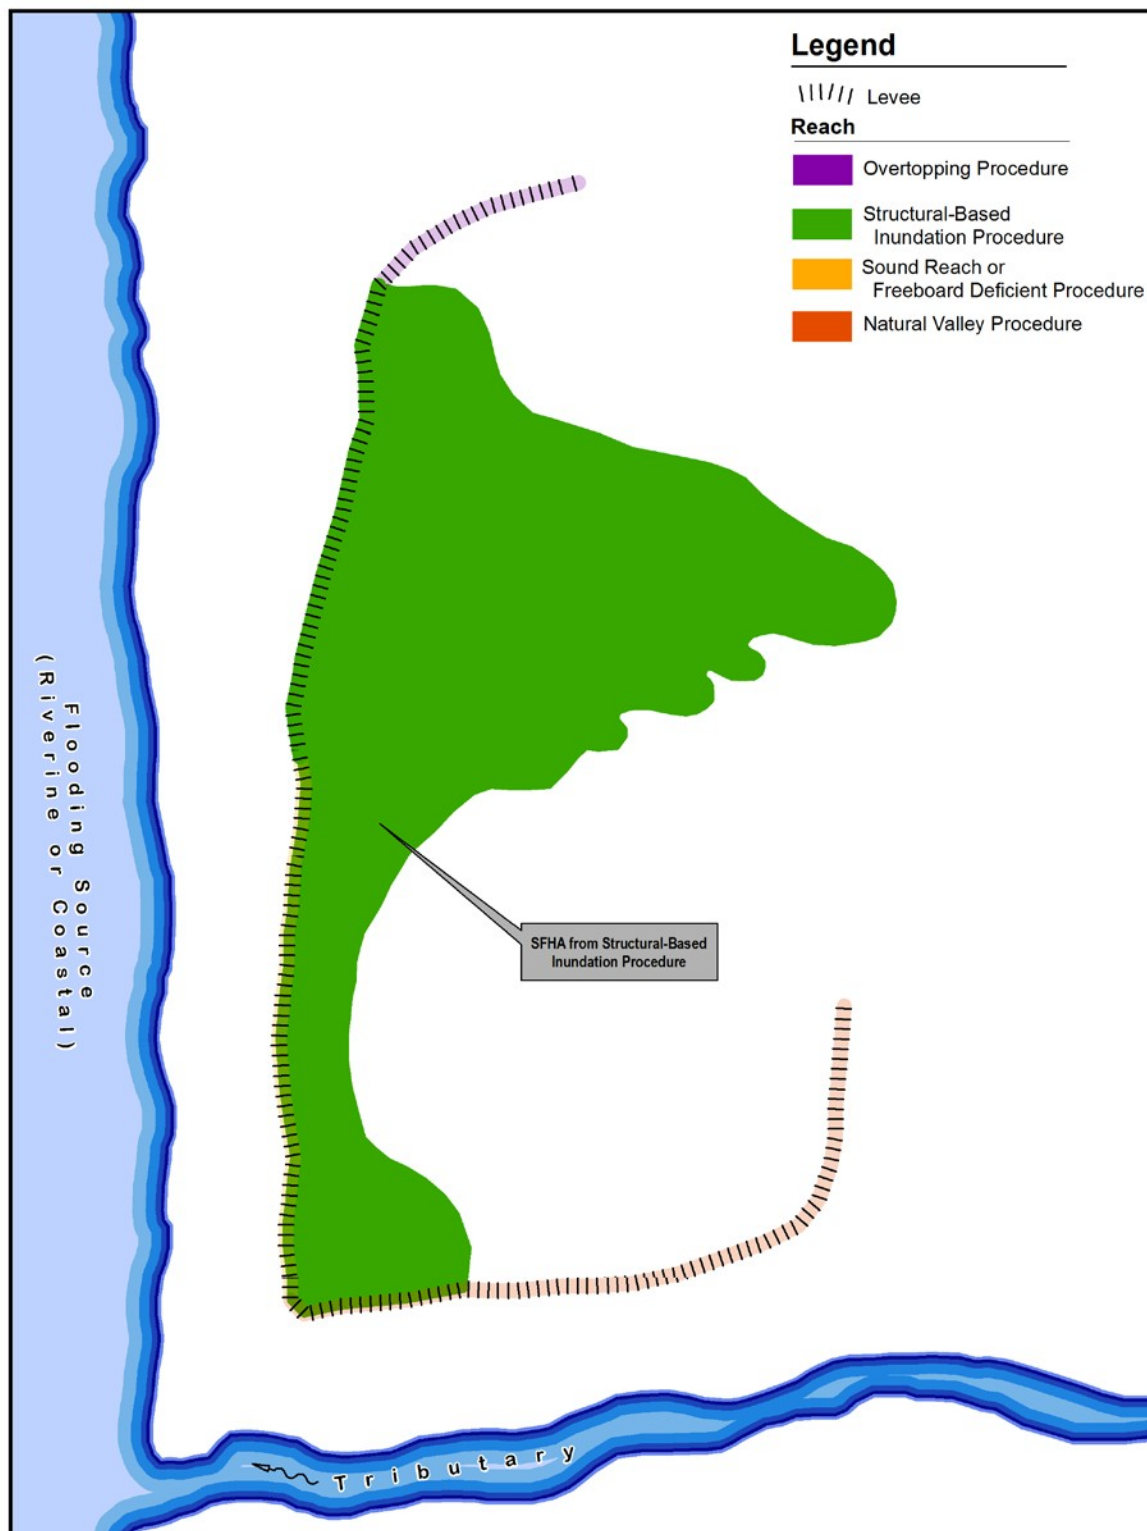 Legend
Levee
Reach
Overtopping Procedure
Structural-Based
Inundation Procedure
Sound Reach or
Freeboard Deficient Procedure
Natural Valley Procedure
Flooding Source
(Riverine or Coastal)
SFHA from Structural-Based
Inundation Procedure
Tributary